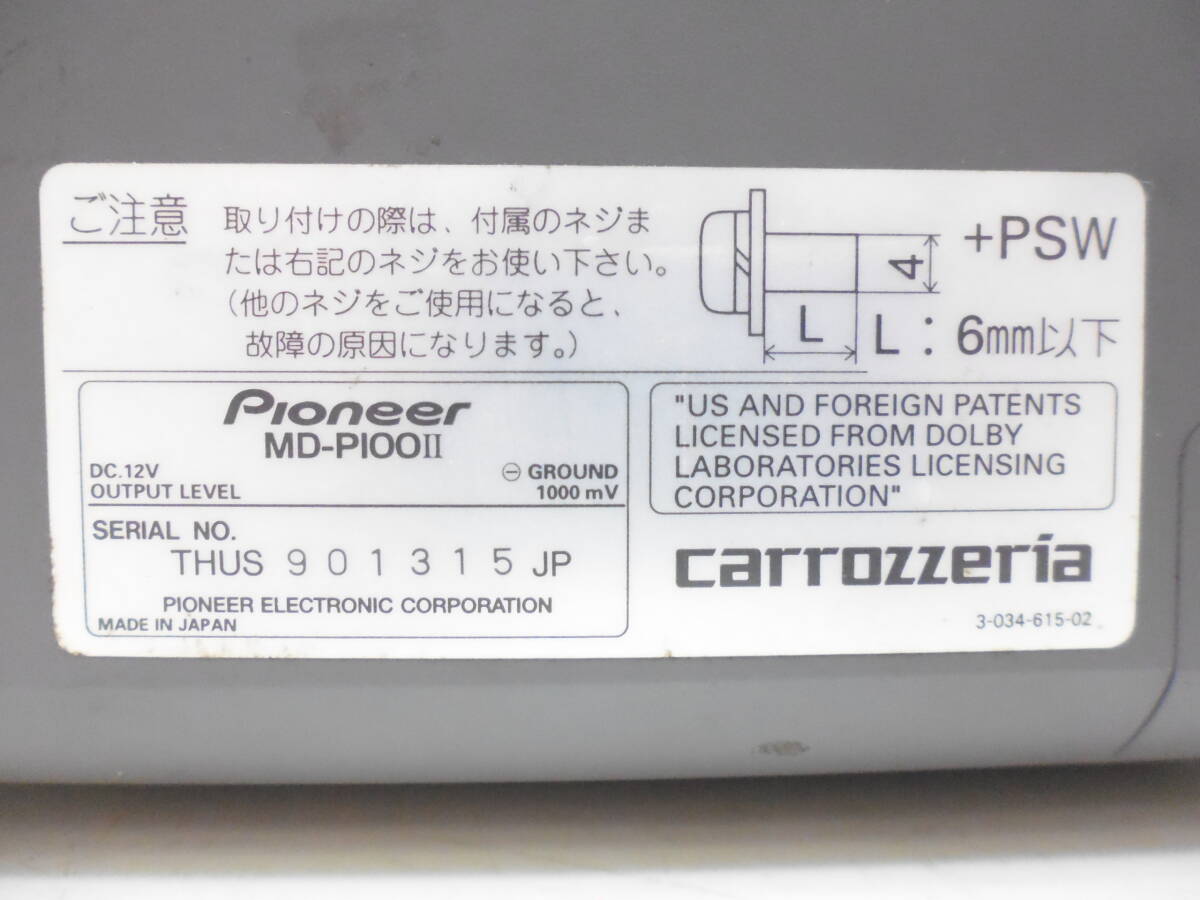 ご注意
取り付けの際は、付属のネジま
たは右記のネジをお使い下さい。
(他のネジをご使用になると、
故障の原因になります。)
4
L
+PSW
L：6mm以下
Pioneer
MD-P100II
DC.12V ⊖ GROUND
OUTPUT LEVEL 1000 mV
SERIAL NO.
THUS 901315 JP
PIONEER ELECTRONIC CORPORATION
MADE IN JAPAN
"US AND FOREIGN PATENTS
LICENSED FROM DOLBY
LABORATORIES LICENSING
CORPORATION"
carrozzeria
3-034-615-02